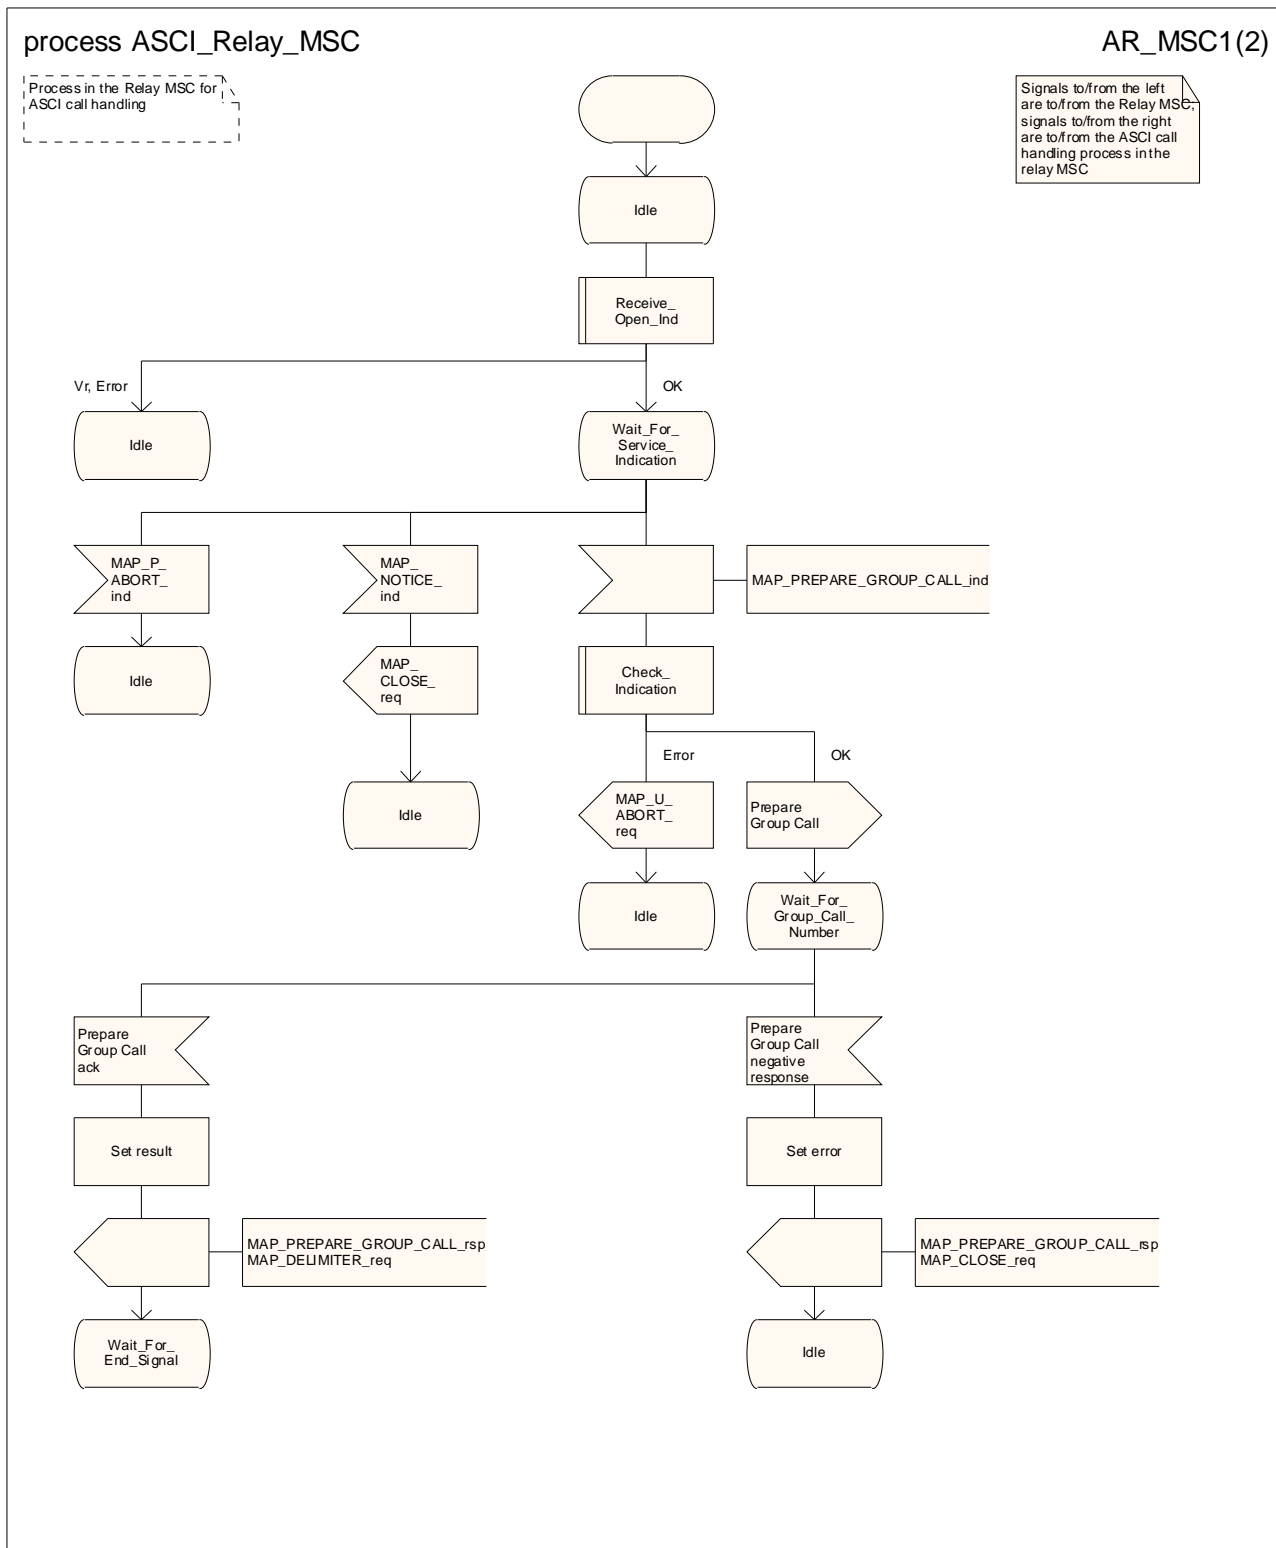 process ASCI_Relay_MSC
AR_MSC1(2)
Process in the Relay MSC for
ASCI call handling
Signals to/from the left
are to/from the Relay MSC;
signals to/from the right
are to/from the ASCI call
handling process in the
relay MSC
Idle
Receive_
Open_Ind
Vr, Error
OK
Idle
Wait_For_
Service_
Indication
MAP_P_
ABORT_
ind
MAP_
NOTICE_
ind
MAP_PREPARE_GROUP_CALL_ind
Idle
MAP_
CLOSE_
req
Check_
Indication
Error
OK
Idle
MAP_U_
ABORT_
req
Prepare
Group Call
Idle
Wait_For_
Group_Call_
Number
Prepare
Group Call
ack
Prepare
Group Call
negative
response
Set result
Set error
MAP_PREPARE_GROUP_CALL_rsp
MAP_DELIMITER_req
MAP_PREPARE_GROUP_CALL_rsp
MAP_CLOSE_req
Wait_For_
End_Signal
Idle